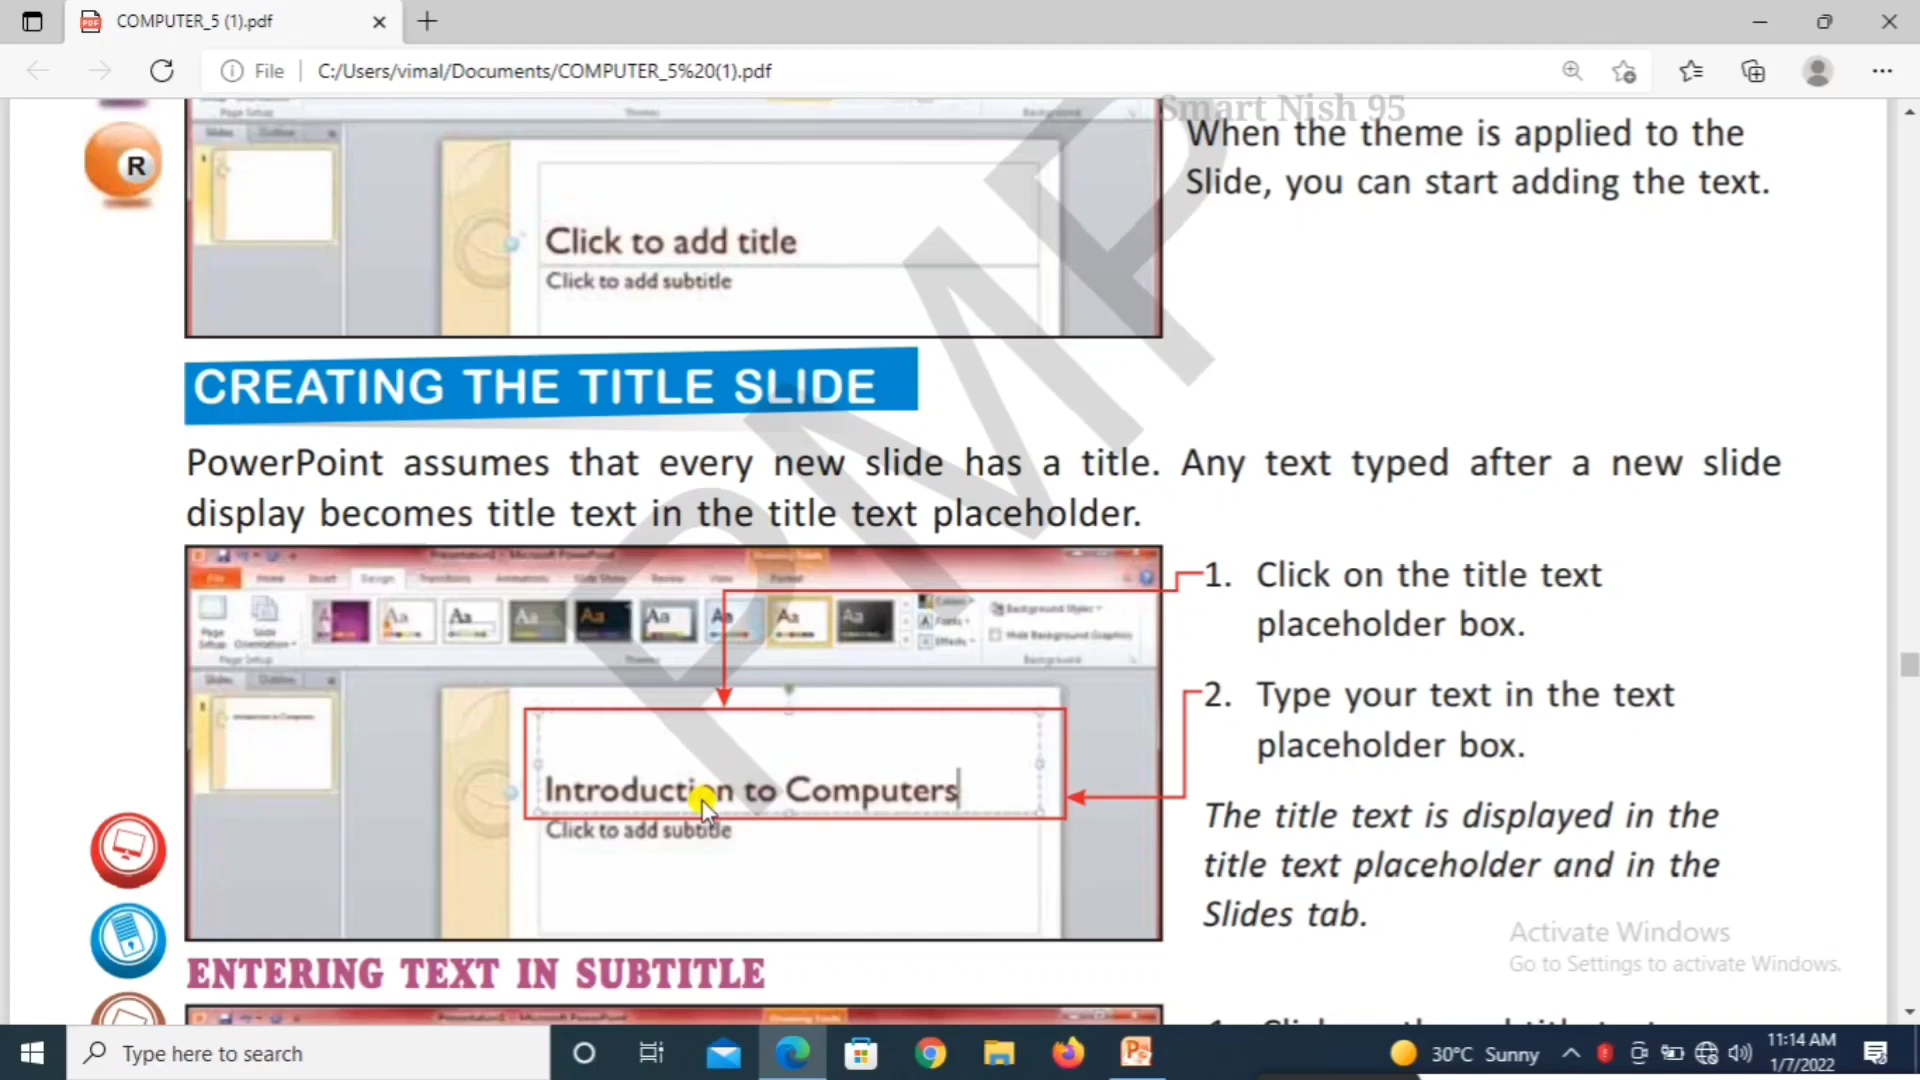 COMPUTER_5 (1).pdf
File
C:/Users/vimal/Documents/COMPUTER_5%20(1).pdf
Smart Nish 95
PMP
R
Click to add title
Click to add subtitle
When the theme is applied to the
Slide, you can start adding the text.
CREATING THE TITLE SLIDE
PowerPoint assumes that every new slide has a title. Any text typed after a new slide
display becomes title text in the title text placeholder.
Introduction to Computers
Click to add subtitle
1. Click on the title text
placeholder box.
2. Type your text in the text
placeholder box.
The title text is displayed in the
title text placeholder and in the
Slides tab.
Activate Windows
Go to Settings to activate Windows.
ENTERING TEXT IN SUBTITLE
Type here to search
30°C Sunny
11:14 AM
1/7/2022